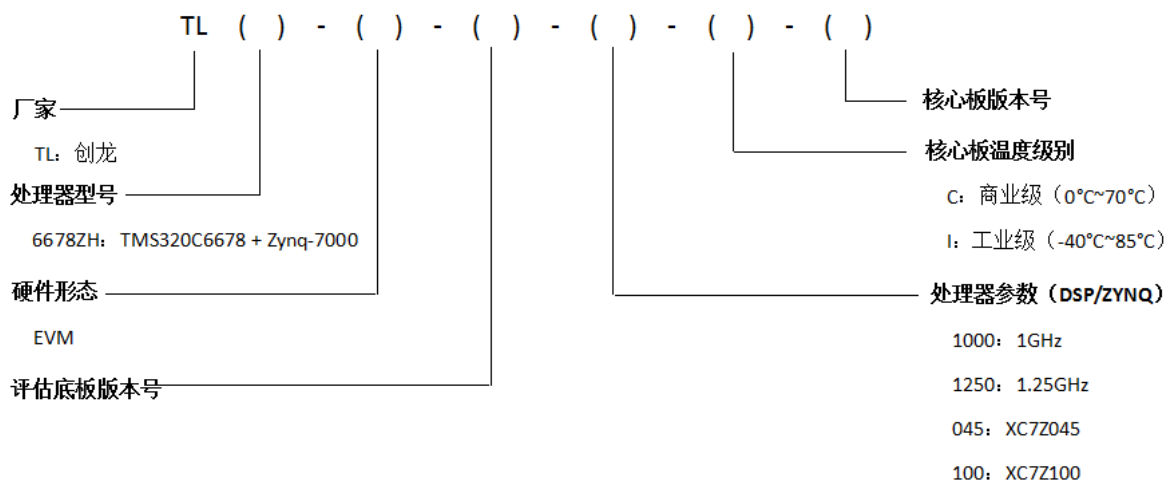 TL ( ) - ( ) - ( ) - ( ) - ( ) - ( )
厂家
TL：创龙
处理器型号
6678ZH：TMS320C6678 + Zynq-7000
硬件形态
EVM
评估底板版本号
核心板版本号
核心板温度级别
C：商业级（0°C~70°C）
I：工业级（-40°C~85°C）
处理器参数（DSP/ZYNQ）
1000：1GHz
1250：1.25GHz
045：XC7Z045
100：XC7Z100